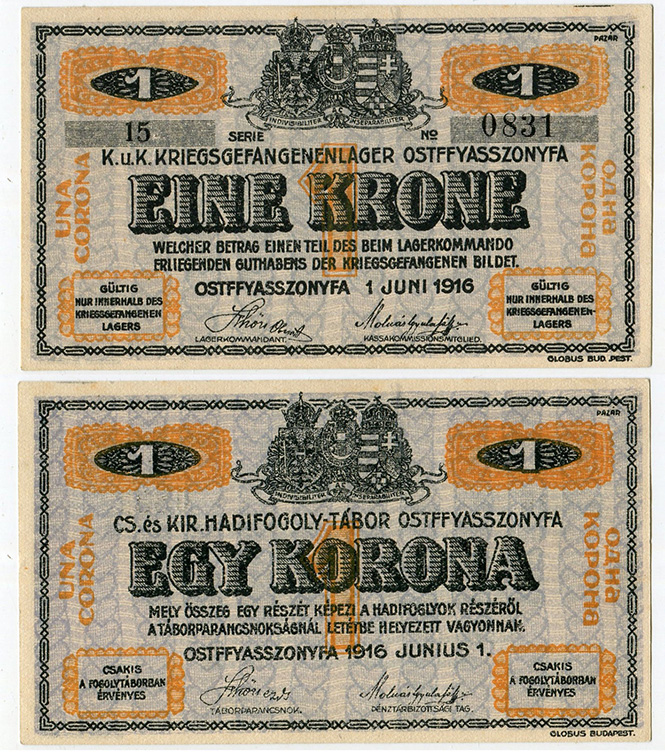 PAZAR
1 1
INDIVISIBILITER INSEPARABILITER
15 SERIE No 0831
K.u.K. KRIEGSGEFANGENENLAGER OSTFFYASSZONYFA
EINE KRONE
1
UNA CORONA
ОДНА КОРОНА
WELCHER BETRAG EINEN TEIL DES BEIM LAGERKOMMANDO
ERLIEGENDEN GUTHABENS DER KRIEGSGEFANGENEN BILDET.
OSTFFYASSZONYFA 1 JUNI 1916
GÜLTIG
NUR INNERHALB DES
KRIEGSGEFANGENEN
LAGERS
GÜLTIG
NUR INNERHALB DES
KRIEGSGEFANGENEN-
LAGERS
LAGERKOMMANDANT. KASSAKOMMISSIONSMITGLIED.
GLOBUS BUD.PEST.
PAZAR
1 1
INDIVISIBILITER INSEPARABILITER
CS. és KIR. HADIFOGOLY-TÁBOR OSTFFYASSZONYFA
EGY KORONA
1
UNA CORONA
ОДНА КОРОНА
MELY ÖSSZEG EGY RÉSZÉT KÉPEZI A HADIFOGLYOK RÉSZÉRŐL
A TÁBORPARANCSNOKSÁGNÁL LETÉTBE HELYEZETT VAGYONNAK.
OSTFFYASSZONYFA 1916 JUNIUS 1.
CSAKIS
A FOGOLYTÁBORBAN
ÉRVÉNYES
CSAKIS
A FOGOLYTÁBORBAN
ÉRVÉNYES
TÁBORPARANCSNOK. PÉNZTÁRBIZOTTSÁGI TAG.
GLOBUS BUDAPEST.